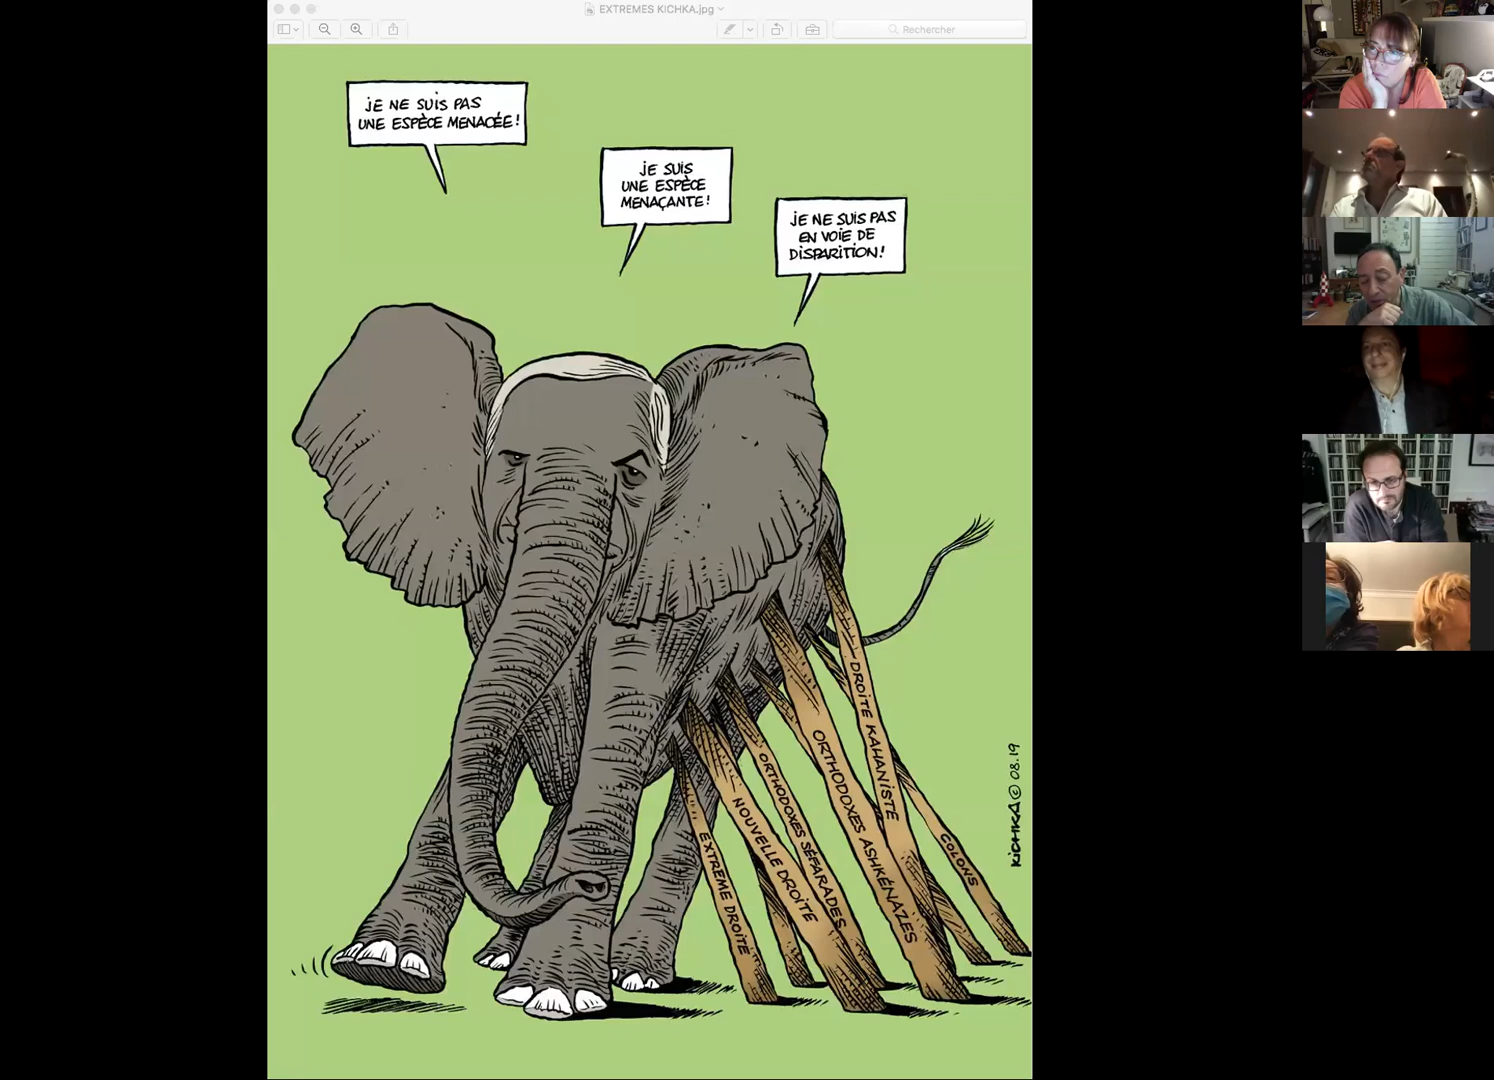 EXTREMES KICHKA.jpg
Rechercher
JE NE SUIS PAS
UNE ESPÈCE MENACÉE !
JE SUIS
UNE ESPÈCE
MENAÇANTE !
JE NE SUIS PAS
EN VOIE DE
DISPARITION !
EXTREME DROITE
NOUVELLE DROITE
ORTHODOXES SÉFARADES
ORTHODOXES ASHKÉNAZES
DROITE KAHANISTE
COLONS
KICHKA © 08.19